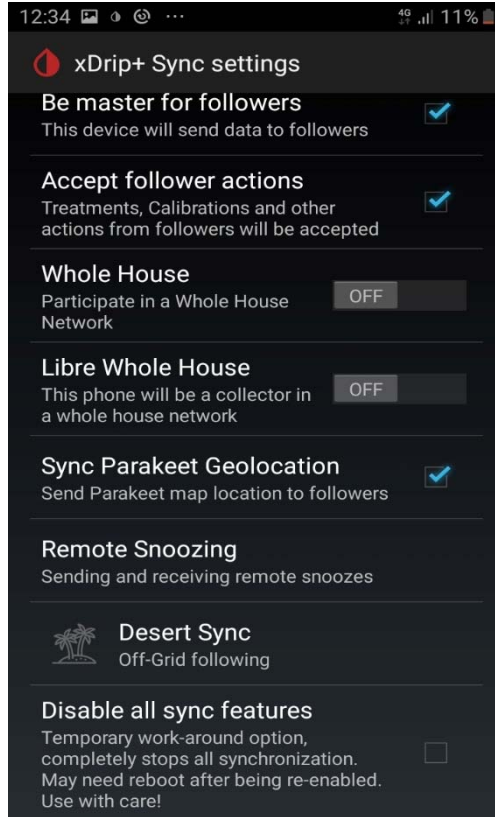 12:34 ... 4G 11%
xDrip+ Sync settings
Be master for followers
This device will send data to followers
Accept follower actions
Treatments, Calibrations and other
actions from followers will be accepted
Whole House
Participate in a Whole House
Network
OFF
Libre Whole House
This phone will be a collector in
a whole house network
OFF
Sync Parakeet Geolocation
Send Parakeet map location to followers
Remote Snoozing
Sending and receiving remote snoozes
Desert Sync
Off-Grid following
Disable all sync features
Temporary work-around option,
completely stops all synchronization.
May need reboot after being re-enabled.
Use with care!